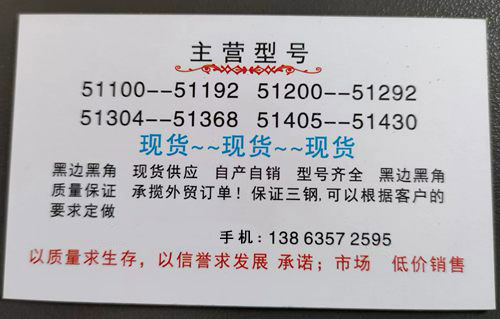 主营型号
51100--51192 51200--51292
51304--51368 51405--51430
现货~~现货~~现货
黑边黑角 现货供应 自产自销 型号齐全 黑边黑角
质量保证 承揽外贸订单！保证三钢,可以根据客户的
要求定做
手机：13863572595
以质量求生存，以信誉求发展 承诺；市场 低价销售